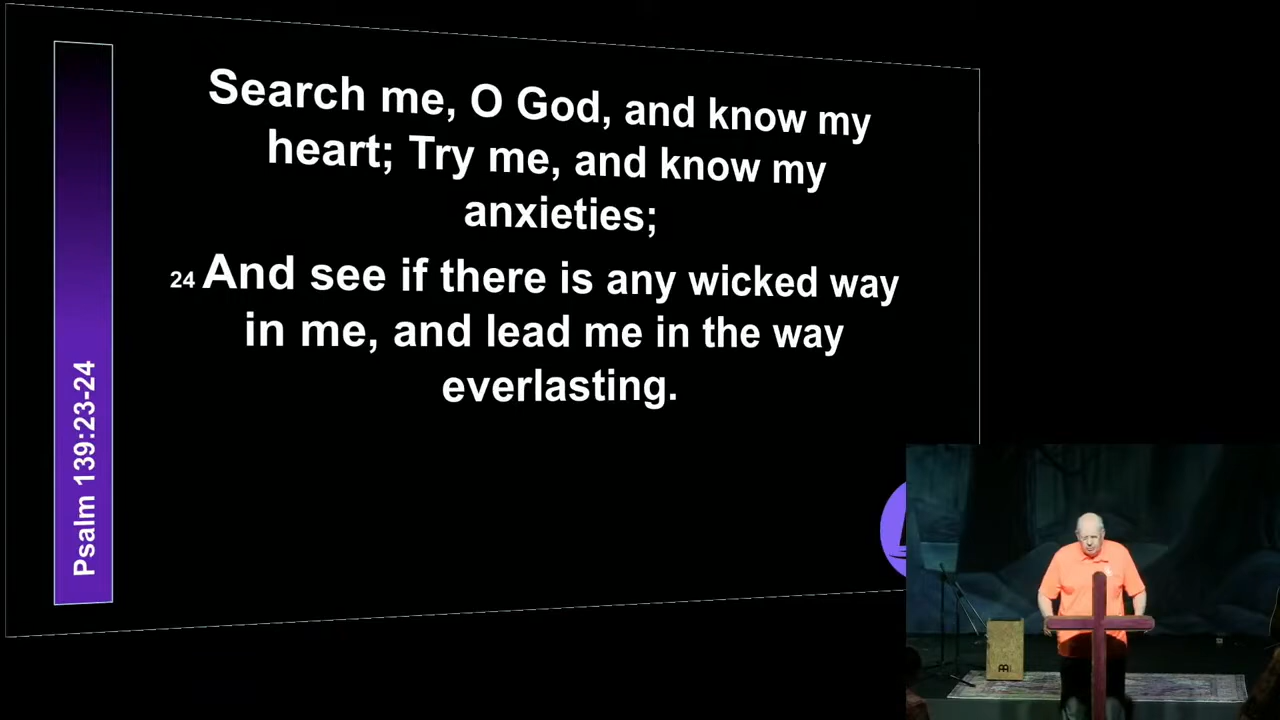 Search me, O God, and know my
heart; Try me, and know my
anxieties;
24 And see if there is any wicked way
in me, and lead me in the way
everlasting.
Psalm 139:23-24